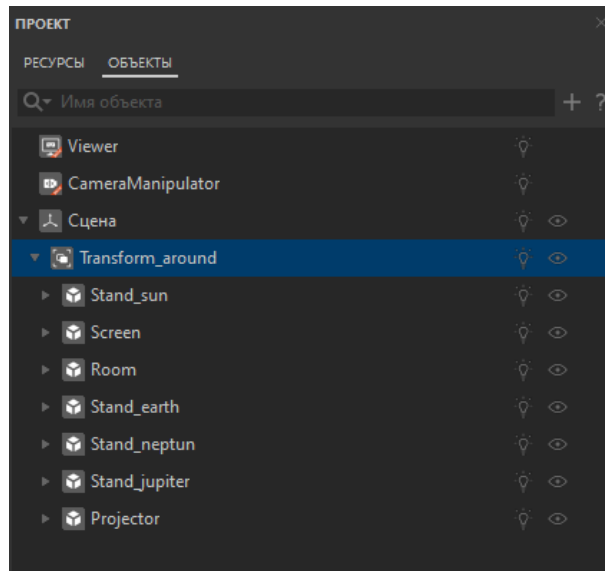 ПРОЕКТ
РЕСУРСЫ ОБЪЕКТЫ
Имя объекта
Viewer
CameraManipulator
Сцена
Transform_around
Stand_sun
Screen
Room
Stand_earth
Stand_neptun
Stand_jupiter
Projector